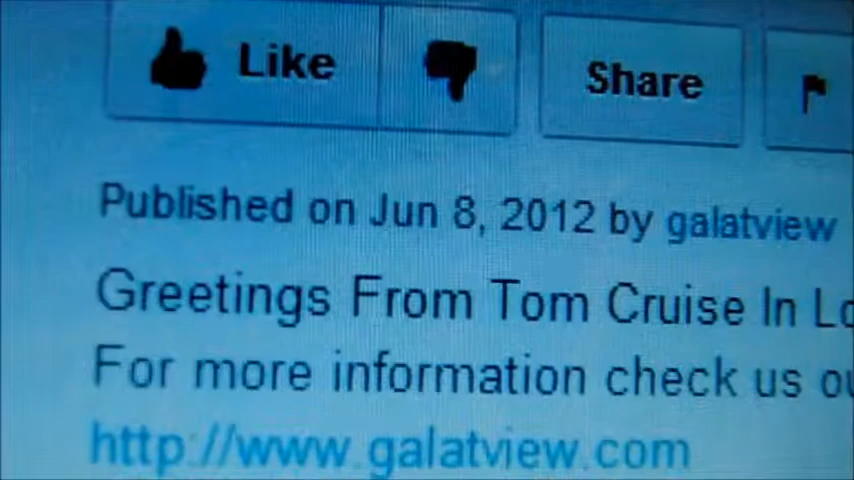 Like Share
Published on Jun 8, 2012 by galatview
Greetings From Tom Cruise In
For more information check us
http://www.galatview.com